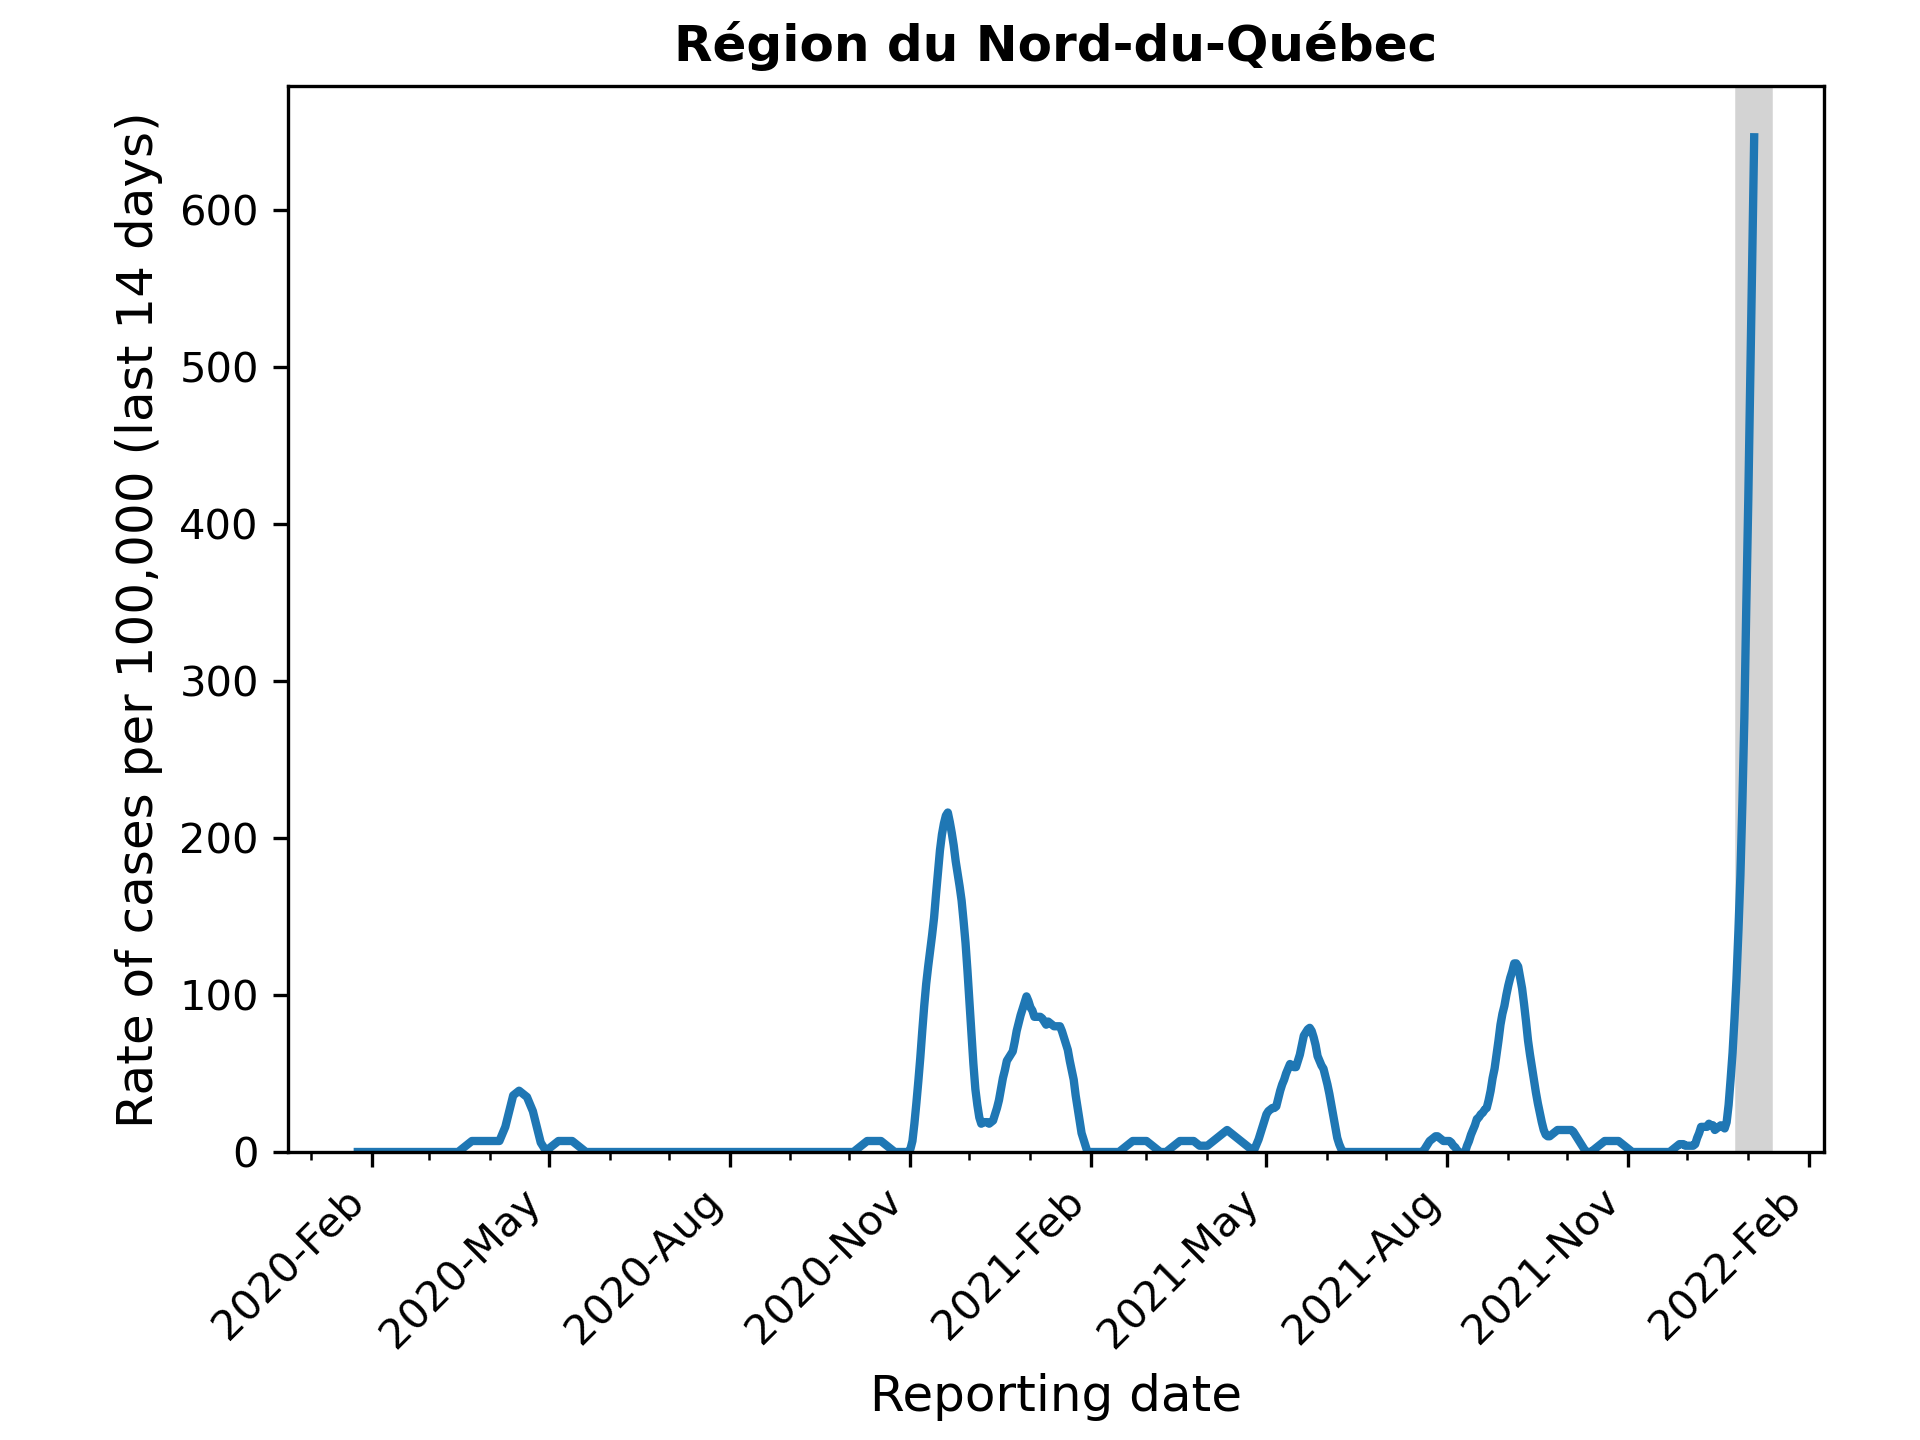 Région du Nord-du-Québec
Rate of cases per 100,000 (last 14 days)
600
500
400
300
200
100
0
2020-Feb
2020-May
2020-Aug
2020-Nov
2021-Feb
2021-May
2021-Aug
2021-Nov
2022-Feb
Reporting date